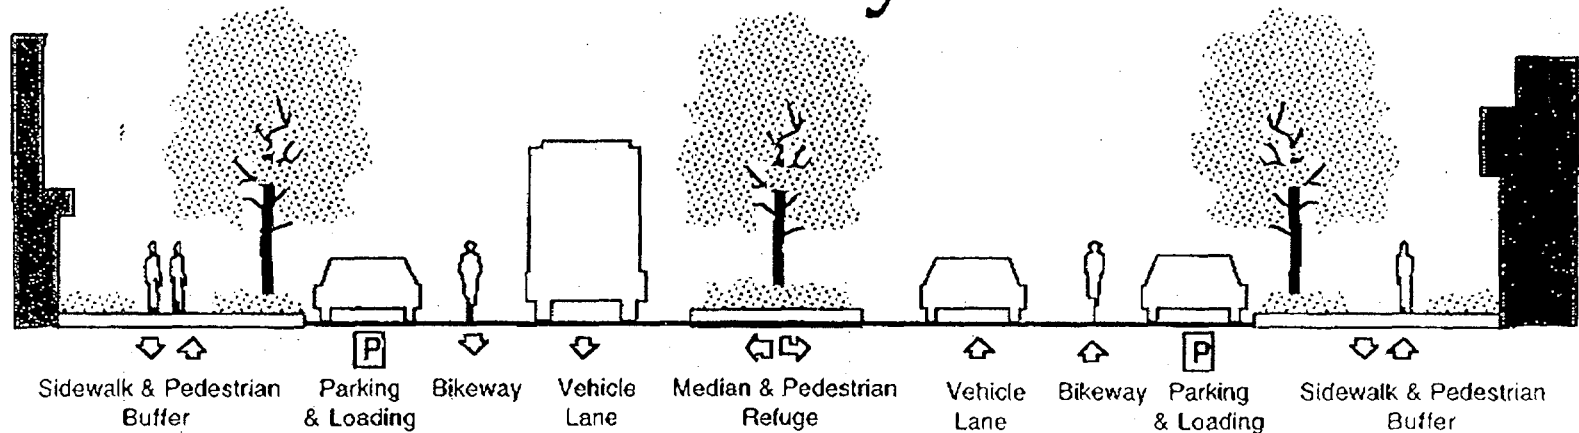 P
P
Sidewalk & Pedestrian
Buffer
Parking
& Loading
Bikeway
Vehicle
Lane
Median & Pedestrian
Refuge
Vehicle
Lane
Bikeway
Parking
& Loading
Sidewalk & Pedestrian
Buffer